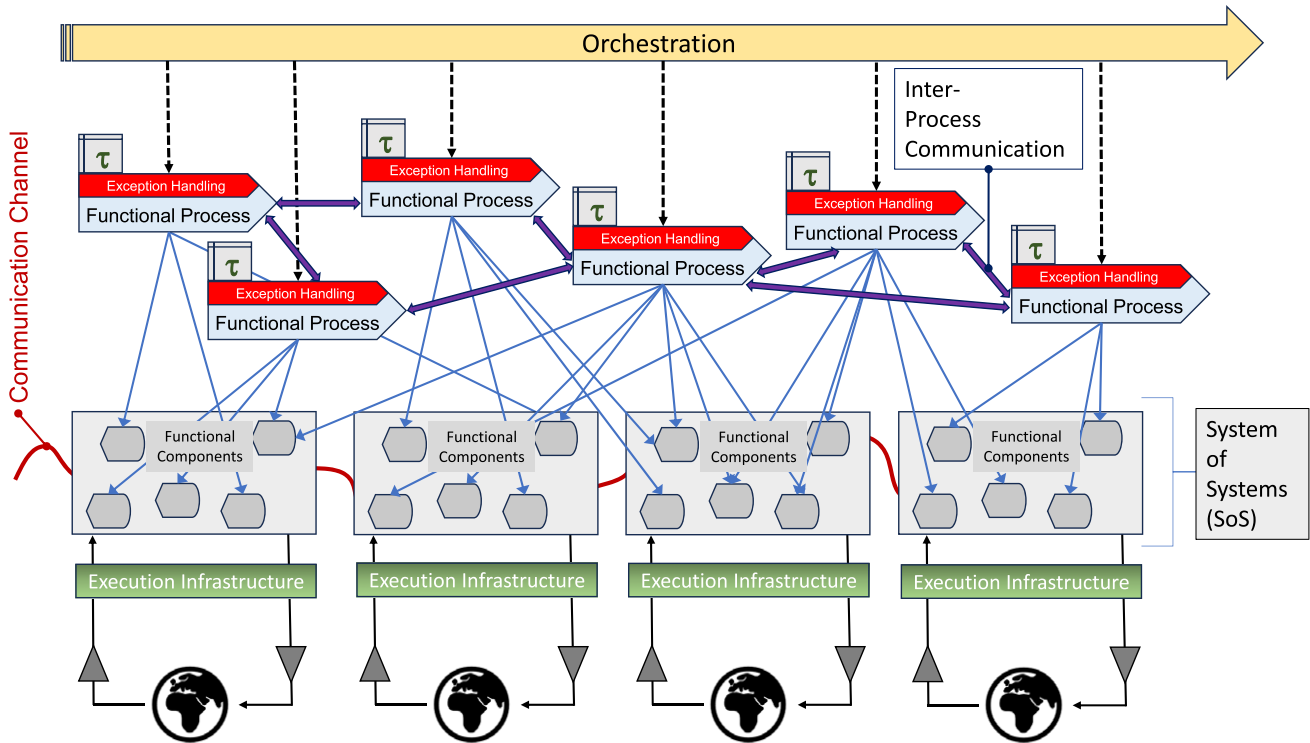 Orchestration
Inter-
Process
Communication
Communication Channel
τ
Exception Handling
Functional Process
τ
Exception Handling
Functional Process
τ
Exception Handling
Functional Process
τ
Exception Handling
Functional Process
τ
Exception Handling
Functional Process
τ
Exception Handling
Functional Process
Functional
Components
Functional
Components
Functional
Components
Functional
Components
System
of
Systems
(SoS)
Execution Infrastructure
Execution Infrastructure
Execution Infrastructure
Execution Infrastructure